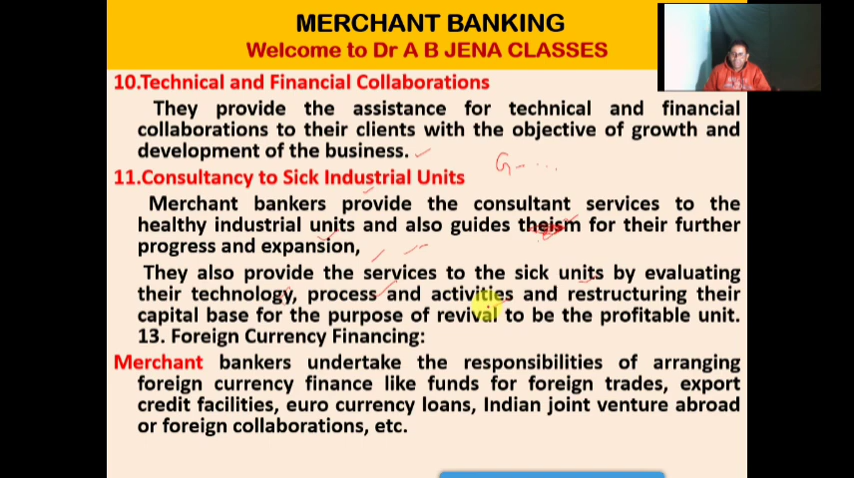 MERCHANT BANKING
Welcome to Dr A B JENA CLASSES
10.Technical and Financial Collaborations
They provide the assistance for technical and financial
collaborations to their clients with the objective of growth and
development of the business.
11.Consultancy to Sick Industrial Units
Merchant bankers provide the consultant services to the
healthy industrial units and also guides theism for their further
progress and expansion,
They also provide the services to the sick units by evaluating
their technology, process and activities and restructuring their
capital base for the purpose of revival to be the profitable unit.
13. Foreign Currency Financing:
Merchant bankers undertake the responsibilities of arranging
foreign currency finance like funds for foreign trades, export
credit facilities, euro currency loans, Indian joint venture abroad
or foreign collaborations, etc.